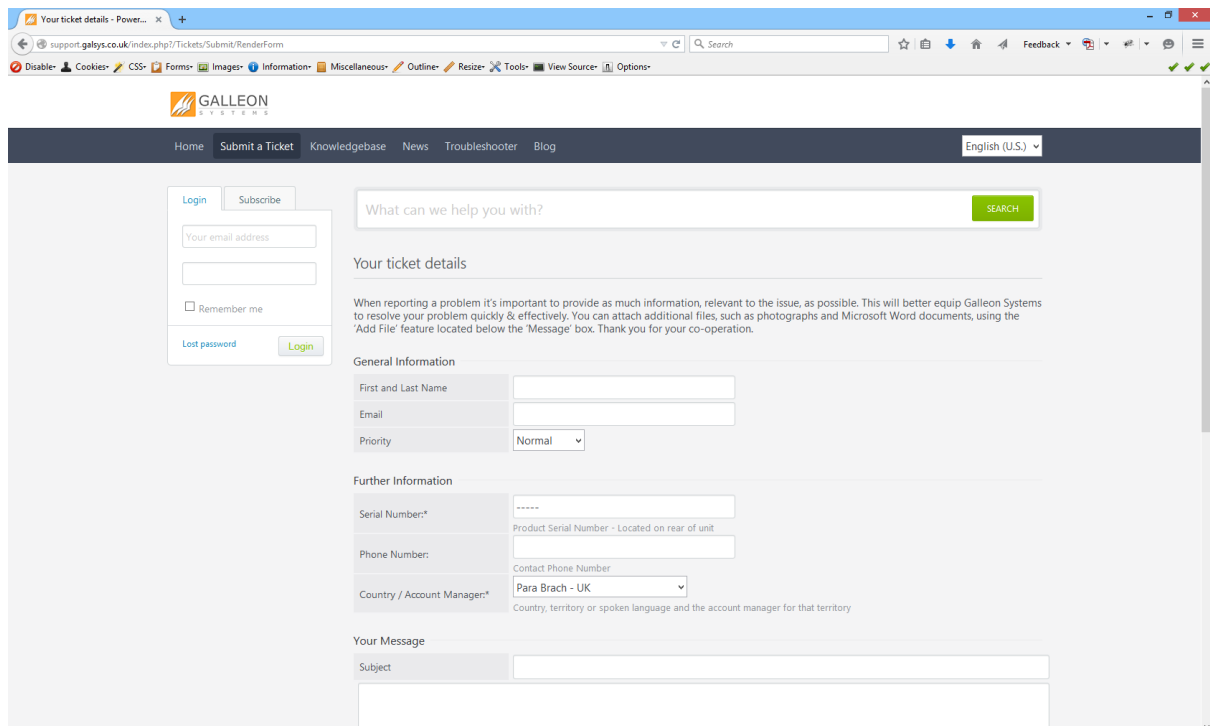 Your ticket details - Power...
support.galsys.co.uk/index.php?/Tickets/Submit/RenderForm
Search
Feedback
Disable Cookies CSS Forms Images Information Miscellaneous Outline Resize Tools View Source Options
GALLEON
SYSTEMS
Home Submit a Ticket Knowledgebase News Troubleshooter Blog
English (U.S.)
Login Subscribe
Your email address
Remember me
Lost password Login
What can we help you with?
SEARCH
Your ticket details
When reporting a problem it's important to provide as much information, relevant to the issue, as possible. This will better equip Galleon Systems
to resolve your problem quickly & effectively. You can attach additional files, such as photographs and Microsoft Word documents, using the
'Add File' feature located below the 'Message' box. Thank you for your co-operation.
General Information
First and Last Name
Email
Priority Normal
Further Information
Serial Number:* -----
Product Serial Number - Located on rear of unit
Phone Number:
Contact Phone Number
Country / Account Manager:* Para Brach - UK
Country, territory or spoken language and the account manager for that territory
Your Message
Subject